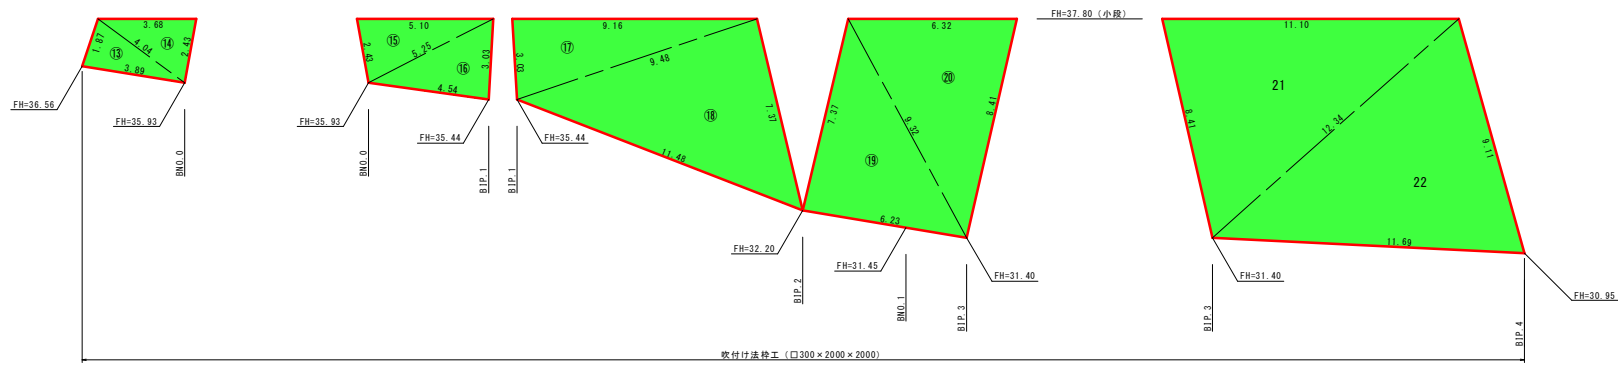 3.68
1.87
4.04
⑬
⑭
2.43
3.89
FH=36.56
FH=35.93
BNO.0
5.10
2.43
⑮
5.25
⑯
3.03
4.54
FH=35.93
FH=35.44
BNO.0
BIP.1
9.16
3.03
⑰
9.48
⑱
7.37
11.48
FH=35.44
BIP.1
FH=32.20
BIP.2
6.32
7.37
⑳
9.32
8.41
⑲
6.23
FH=31.45
BNO.1
FH=31.40
BIP.3
FH=37.80 (小段)
11.10
21
8.41
12.34
9.11
22
11.69
FH=31.40
BIP.3
FH=30.95
BIP.4
吹付け法枠工 (□300×2000×2000)